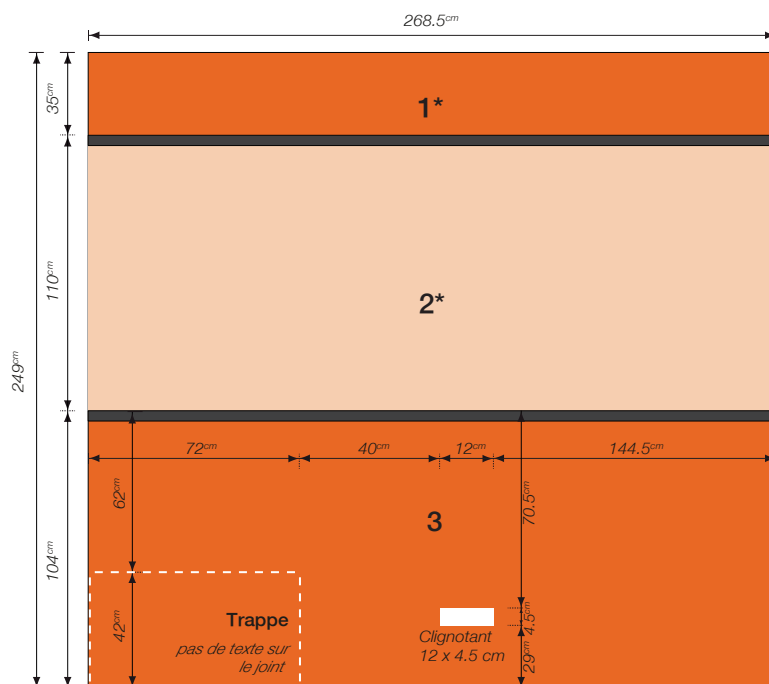 268.5cm
35cm
1*
110cm
2*
249cm
72cm
40cm
12cm
144.5cm
62cm
70.5cm
3
104cm
42cm
Trappe
pas de texte sur
le joint
4.5cm
Clignotant
12 x 4.5 cm
29cm